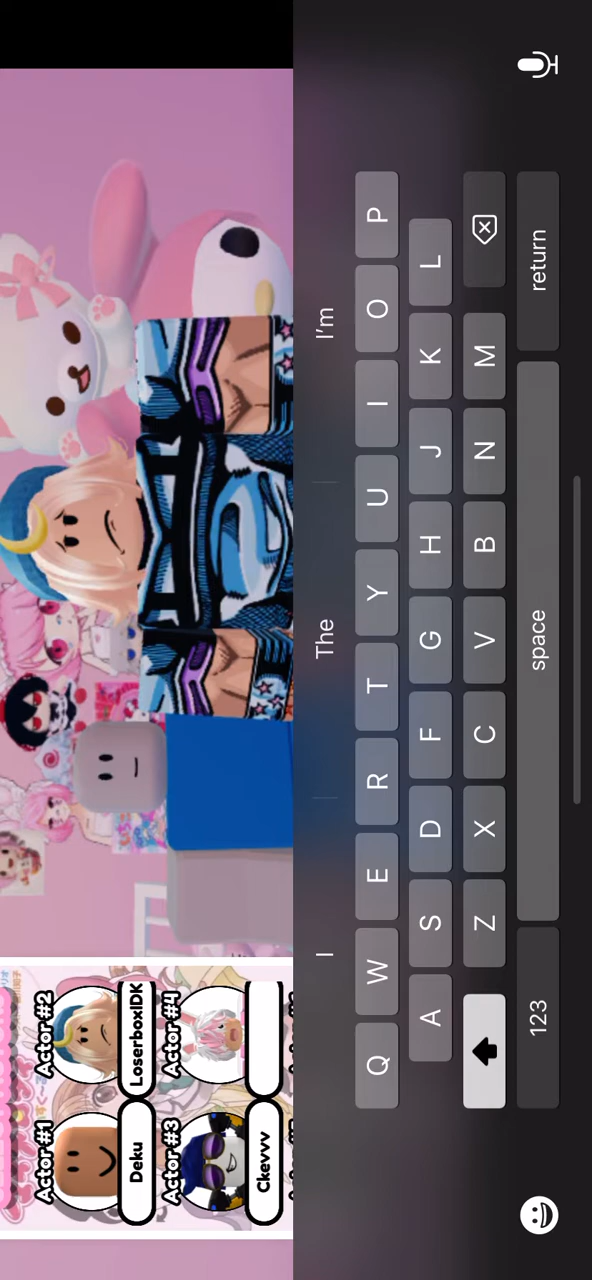 Actor #1
Actor #2
Deku
LoserboxIDK
Actor #3
Actor #4
Ckevvv
I
The
I'm
Q W E R T Y U I O P
A S D F G H J K L
Z X C V B N M
123
space
return